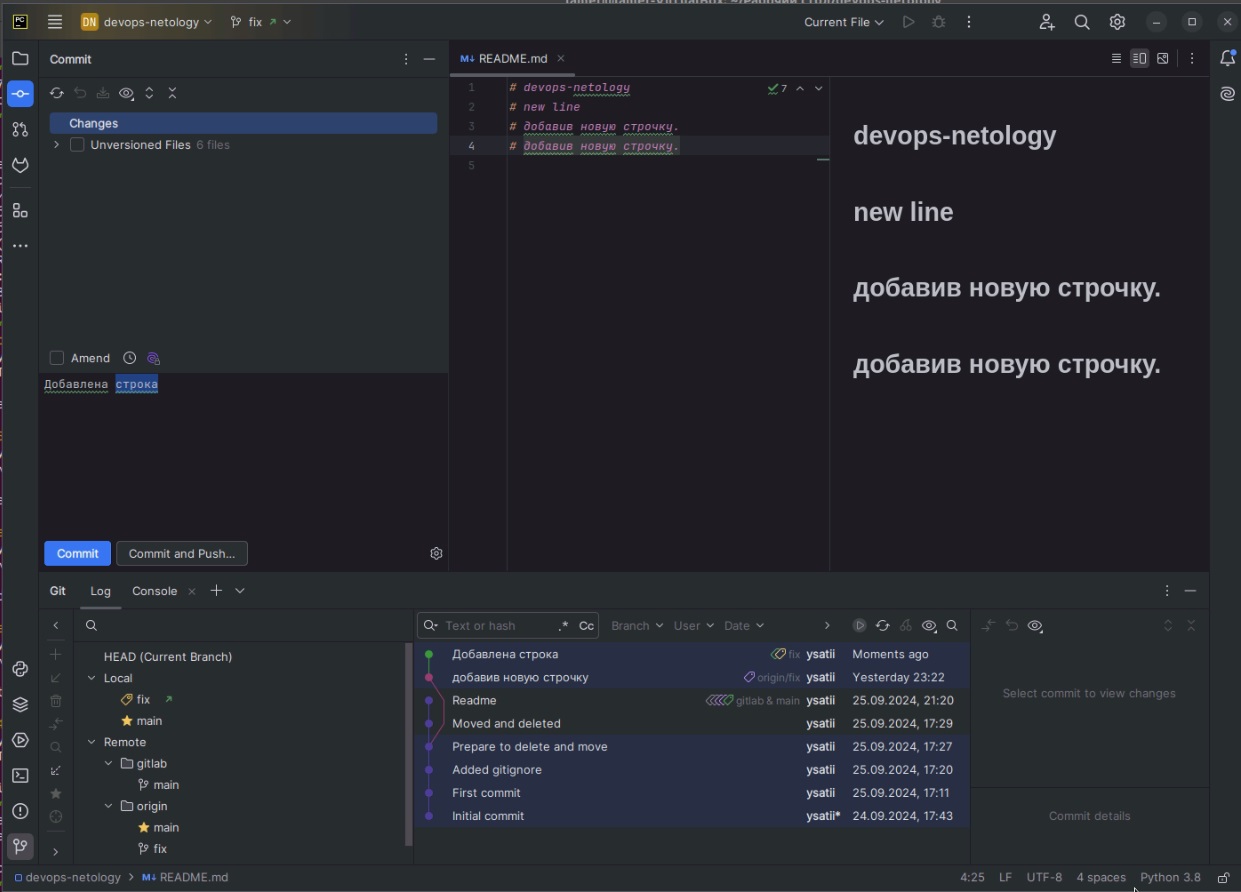 PC DN devops-netology fix Current File
Commit
README.md
Changes
Unversioned Files 6 files
1 # devops-netology 7
2 # new line
3 # добавив новую строчку.
4 # добавив новую строчку.
5
devops-netology
new line
добавив новую строчку.
добавив новую строчку.
Amend
Добавлена строка
Commit Commit and Push...
Git Log Console
HEAD (Current Branch)
Local
fix
main
Remote
gitlab
main
origin
main
fix
Text or hash .* Cc Branch User Date
Добавлена строка fix ysatii Moments ago
добавив новую строчку origin/fix ysatii Yesterday 23:22
Readme gitlab & main ysatii 25.09.2024, 21:20
Moved and deleted ysatii 25.09.2024, 17:29
Prepare to delete and move ysatii 25.09.2024, 17:27
Added gitignore ysatii 25.09.2024, 17:20
First commit ysatii 25.09.2024, 17:11
Initial commit ysatii* 24.09.2024, 17:43
Select commit to view changes
Commit details
devops-netology > M↓ README.md 4:25 LF UTF-8 4 spaces Python 3.8